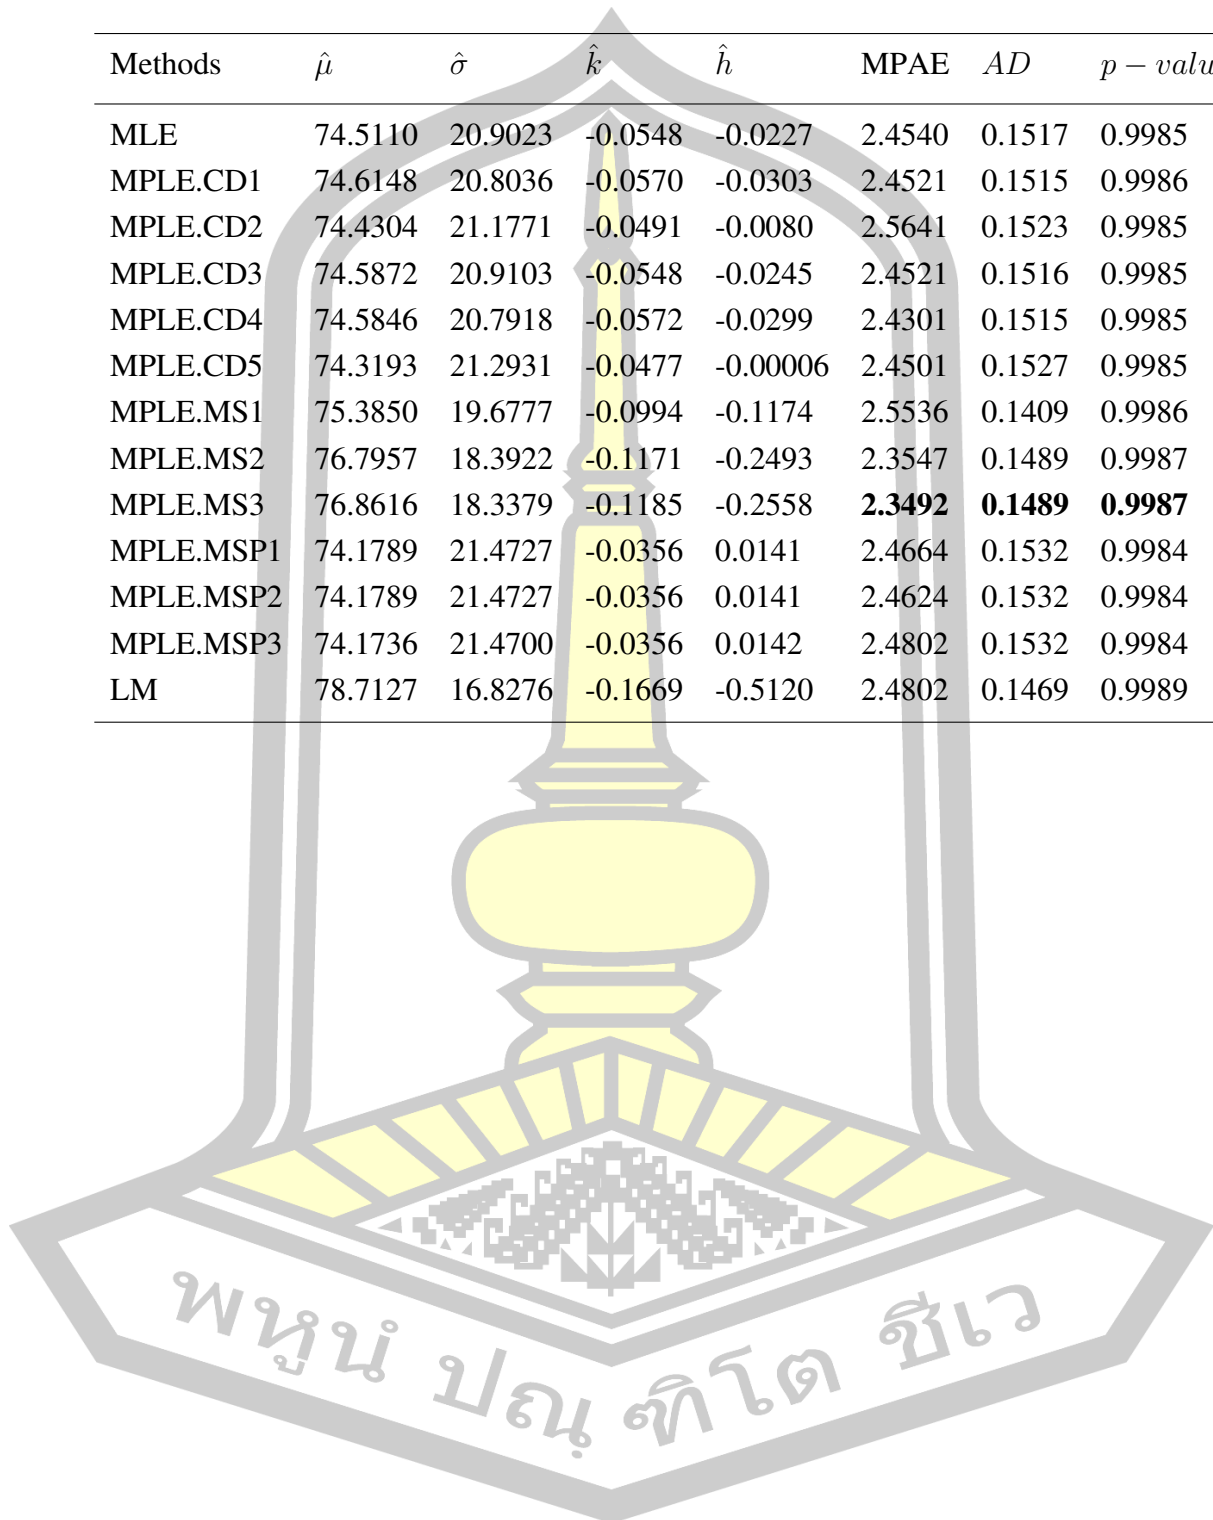 Methods μ̂ σ̂ k̂ ĥ MPAE AD p − valu
MLE 74.5110 20.9023 -0.0548 -0.0227 2.4540 0.1517 0.9985
MPLE.CD1 74.6148 20.8036 -0.0570 -0.0303 2.4521 0.1515 0.9986
MPLE.CD2 74.4304 21.1771 -0.0491 -0.0080 2.5641 0.1523 0.9985
MPLE.CD3 74.5872 20.9103 -0.0548 -0.0245 2.4521 0.1516 0.9985
MPLE.CD4 74.5846 20.7918 -0.0572 -0.0299 2.4301 0.1515 0.9985
MPLE.CD5 74.3193 21.2931 -0.0477 -0.00006 2.4501 0.1527 0.9985
MPLE.MS1 75.3850 19.6777 -0.0994 -0.1174 2.5536 0.1409 0.9986
MPLE.MS2 76.7957 18.3922 -0.1171 -0.2493 2.3547 0.1489 0.9987
MPLE.MS3 76.8616 18.3379 -0.1185 -0.2558 2.3492 0.1489 0.9987
MPLE.MSP1 74.1789 21.4727 -0.0356 0.0141 2.4664 0.1532 0.9984
MPLE.MSP2 74.1789 21.4727 -0.0356 0.0141 2.4624 0.1532 0.9984
MPLE.MSP3 74.1736 21.4700 -0.0356 0.0142 2.4802 0.1532 0.9984
LM 78.7127 16.8276 -0.1669 -0.5120 2.4802 0.1469 0.9989
พหูนํ ปณฺ ฑิโต ชีเว